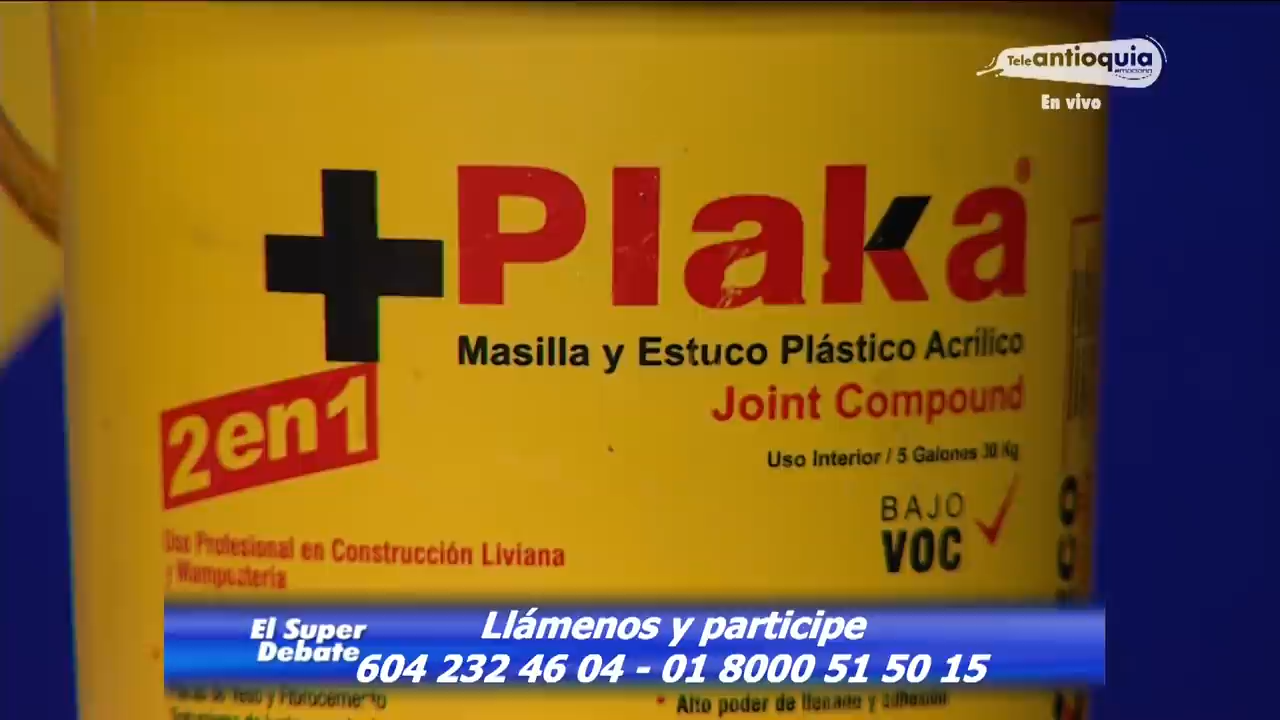 Teleantioquia
En vivo
+Plaka
Masilla y Estuco Plástico Acrílico
Joint Compound
2en1
Uso Interior / 5 Galones 30 Kg
BAJO
VOC
Uso Profesional en Construcción Liviana
y Mampostería
Llámenos y participe
El Super
Debate
604 232 46 04 - 01 8000 51 50 15
• Alto poder de llenado y adhesión